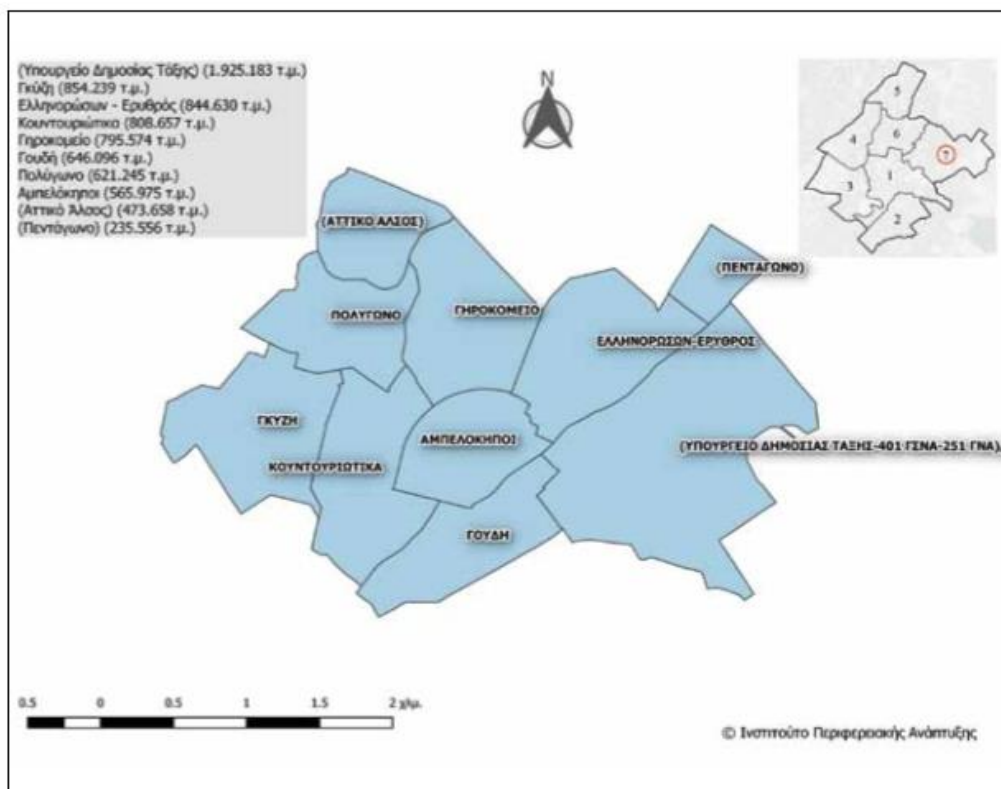 (Υπουργείο Δημοσίας Τάξης) (1.925.183 τ.μ.)
Γκύζη (854.239 τ.μ.)
Ελληνορώσων - Ερυθρός (844.630 τ.μ.)
Κουντουριώτικα (808.657 τ.μ.)
Γηροκομείο (795.574 τ.μ.)
Γουδή (646.096 τ.μ.)
Πολύγωνο (621.245 τ.μ.)
Αμπελόκηποι (565.975 τ.μ.)
(Αττικό Άλσος) (473.658 τ.μ.)
(Πεντάγωνο) (235.556 τ.μ.)
N
5
4
6
7
3
1
2
(ΑΤΤΙΚΟ ΑΛΣΟΣ)
(ΠΕΝΤΑΓΩΝΟ)
ΠΟΛΥΓΩΝΟ
ΓΗΡΟΚΟΜΕΙΟ
ΕΛΛΗΝΟΡΩΣΩΝ-ΕΡΥΘΡΟΣ
ΓΚΥΖΗ
ΑΜΠΕΛΟΚΗΠΟΙ
(ΥΠΟΥΡΓΕΙΟ ΔΗΜΟΣΙΑΣ ΤΑΞΗΣ-401 ΓΣΝΑ-251 ΓΝΑ)
ΚΟΥΝΤΟΥΡΙΩΤΙΚΑ
ΓΟΥΔΗ
0.5 0 0.5 1 1.5 2 χλμ.
© Ινστιτούτο Περιφερειακής Ανάπτυξης